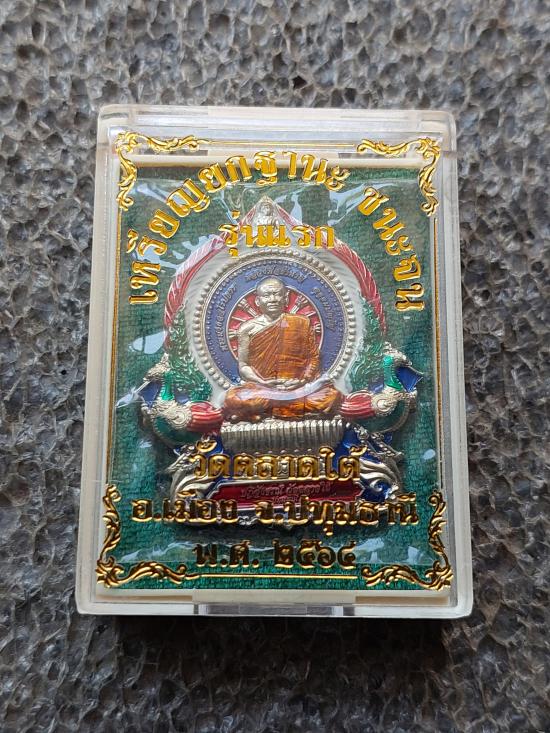 เหรียญยกฐานะ ชนะจน
รุ่นแรก
วัดตลาดใต้
อ.เมือง จ.ปทุมธานี
พ.ศ. ๒๕๖๔